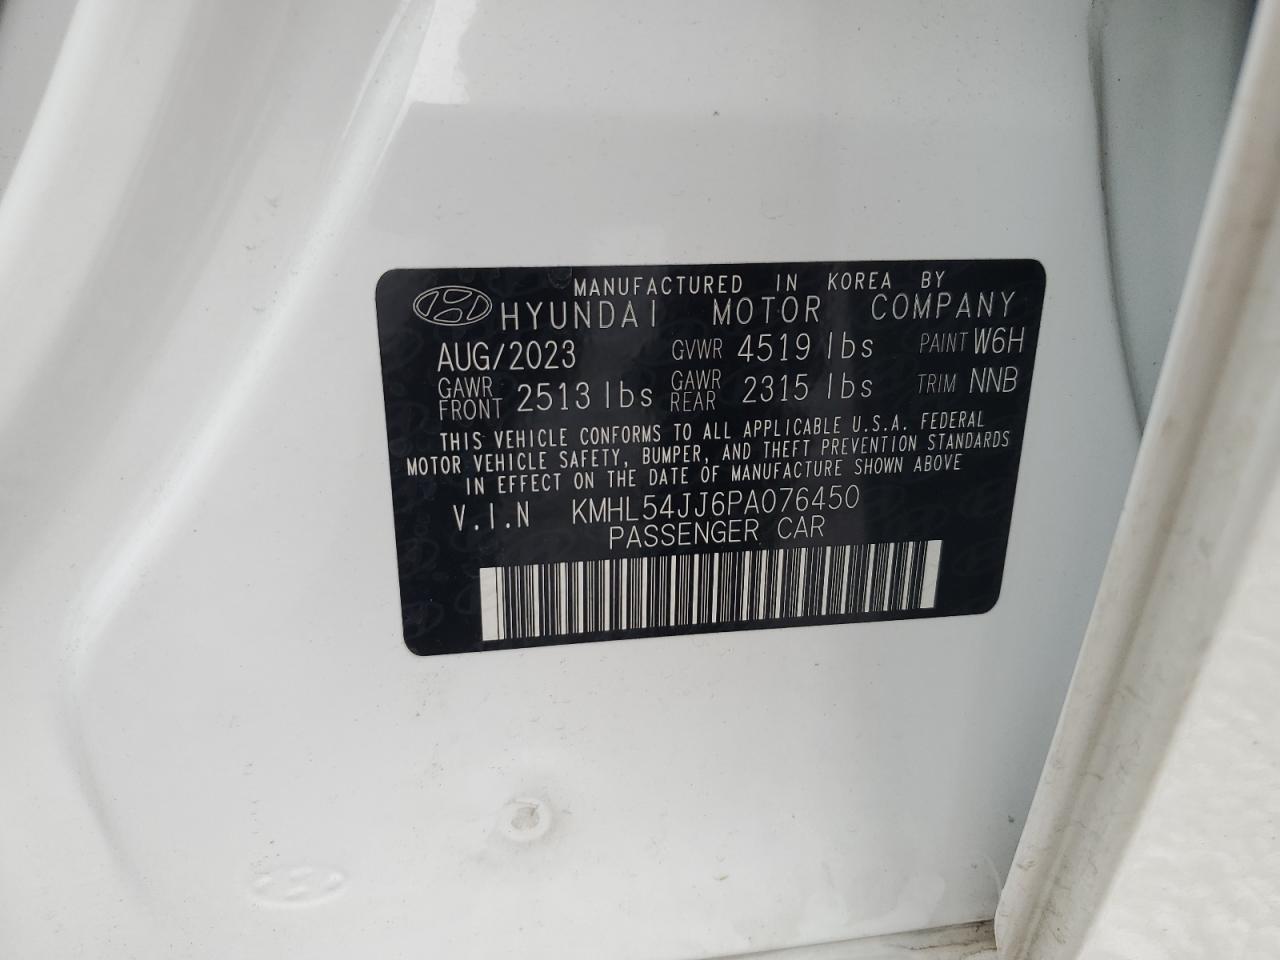 MANUFACTURED IN KOREA BY
HYUNDAI MOTOR COMPANY
AUG/2023 GVWR 4519 lbs PAINT W6H
GAWR FRONT 2513 lbs GAWR REAR 2315 lbs TRIM NNB
THIS VEHICLE CONFORMS TO ALL APPLICABLE U.S.A. FEDERAL
MOTOR VEHICLE SAFETY, BUMPER, AND THEFT PREVENTION STANDARDS
IN EFFECT ON THE DATE OF MANUFACTURE SHOWN ABOVE
V.I.N KMHL54JJ6PA076450
PASSENGER CAR